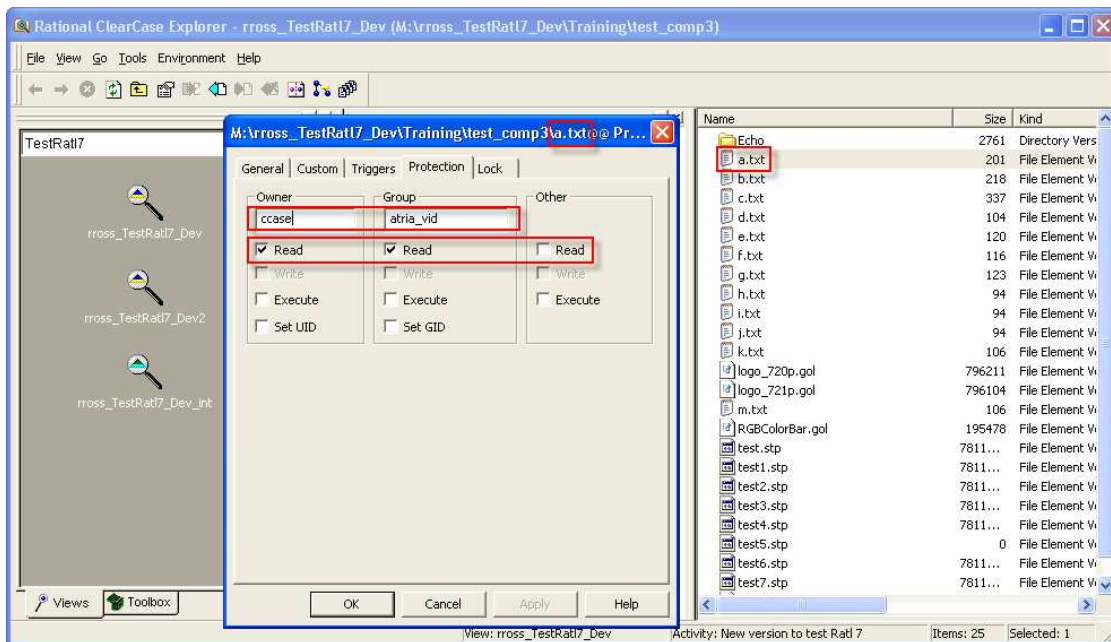 Rational ClearCase Explorer - rross_TestRatl7_Dev (M:\rross_TestRatl7_Dev\Training\test_comp3)
File View Go Tools Environment Help
TestRatl7
rross_TestRatl7_Dev
rross_TestRatl7_Dev2
rross_TestRatl7_Dev_int
Views Toolbox
M:\rross_TestRatl7_Dev\Training\test_comp3\a.txt@@ Pr...
General Custom Triggers Protection Lock
Owner Group Other
ccase atria_vid
Read Read Read
Write Write Write
Execute Execute Execute
Set UID Set GID
OK Cancel Apply Help
Name Size Kind
Echo 2761 Directory Vers
a.txt 201 File Element V
b.txt 218 File Element V
c.txt 337 File Element V
d.txt 104 File Element V
e.txt 120 File Element V
f.txt 116 File Element V
g.txt 123 File Element V
h.txt 94 File Element V
i.txt 94 File Element V
j.txt 94 File Element V
k.txt 106 File Element V
logo_720p.gol 796211 File Element V
logo_721p.gol 796104 File Element V
m.txt 106 File Element V
RGBColorBar.gol 195478 File Element V
test.stp 7811... File Element V
test1.stp 7811... File Element V
test2.stp 7811... File Element V
test3.stp 7811... File Element V
test4.stp 7811... File Element V
test5.stp 0 File Element V
test6.stp 7811... File Element V
test7.stp 7811... File Element V
View: rross_TestRatl7_Dev Activity: New version to test Ratl 7 Items: 25 Selected: 1